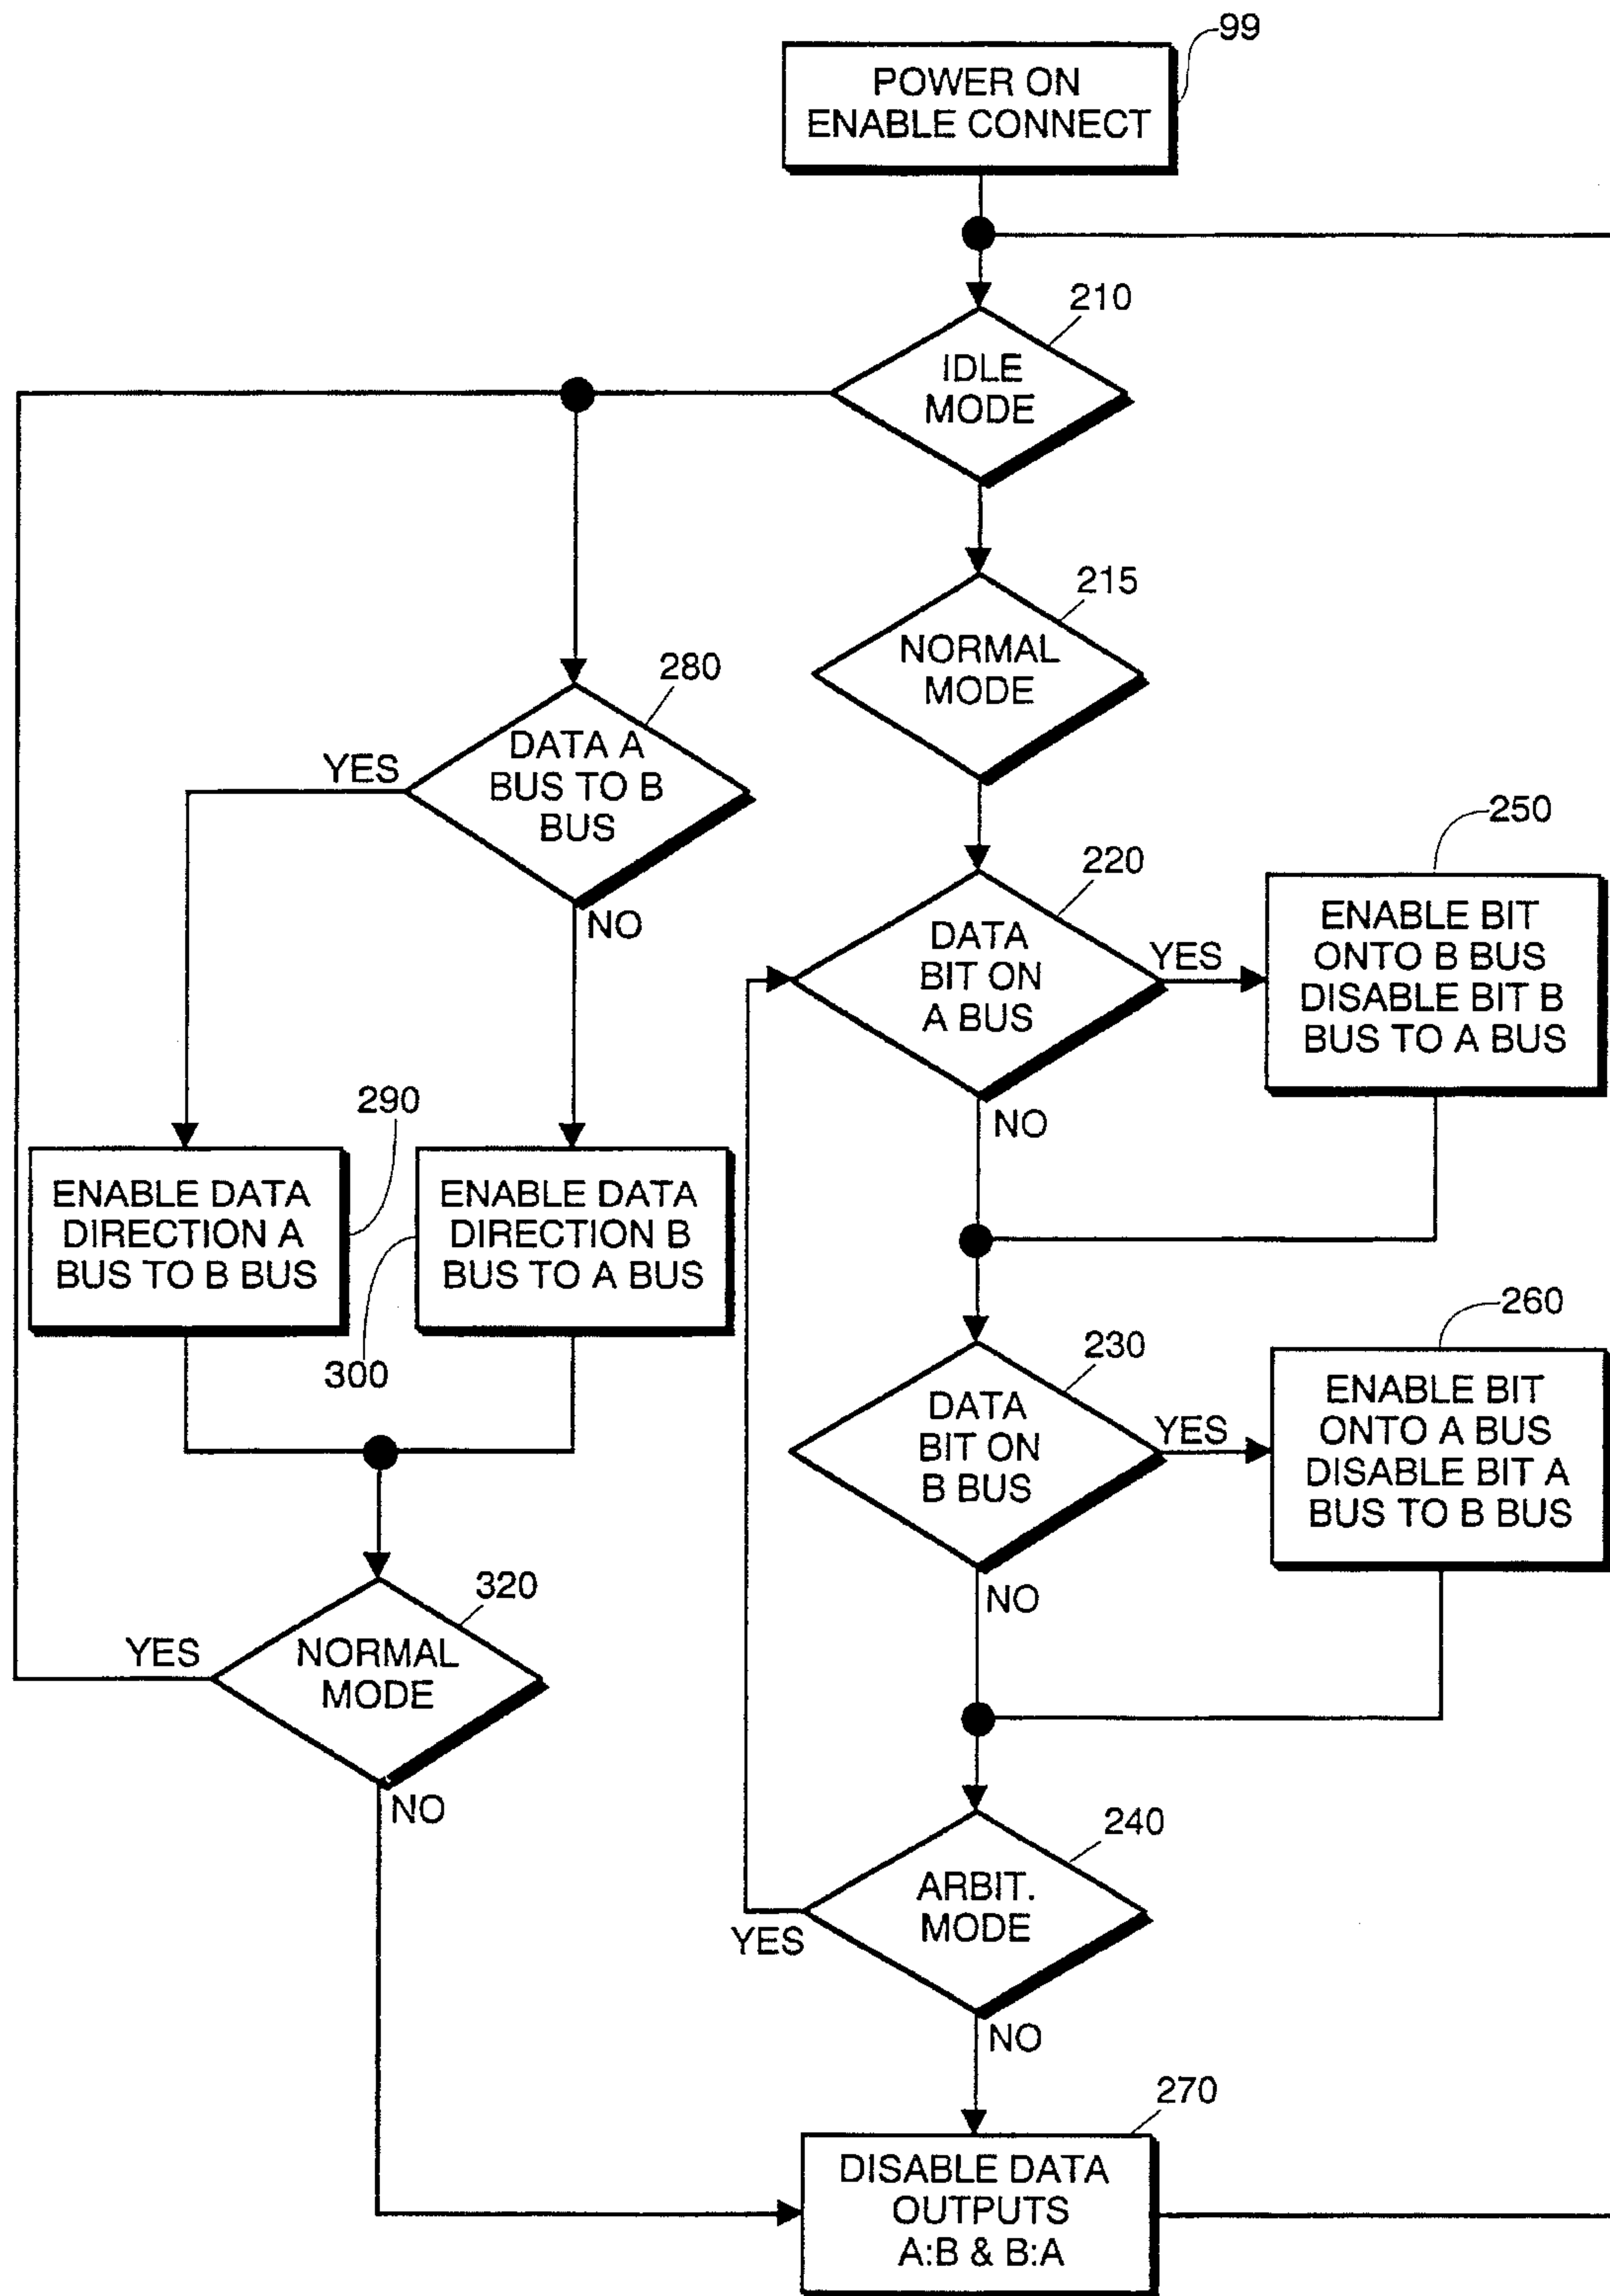 99
POWER ON
ENABLE CONNECT
210
IDLE
MODE
215
NORMAL
MODE
280
DATA A
BUS TO B
BUS
YES
NO
220
DATA
BIT ON
A BUS
YES
NO
250
ENABLE BIT
ONTO B BUS
DISABLE BIT B
BUS TO A BUS
290
ENABLE DATA
DIRECTION A
BUS TO B BUS
300
ENABLE DATA
DIRECTION B
BUS TO A BUS
230
DATA
BIT ON
B BUS
YES
NO
260
ENABLE BIT
ONTO A BUS
DISABLE BIT A
BUS TO B BUS
320
NORMAL
MODE
YES
NO
240
ARBIT.
MODE
YES
NO
270
DISABLE DATA
OUTPUTS
A:B & B:A